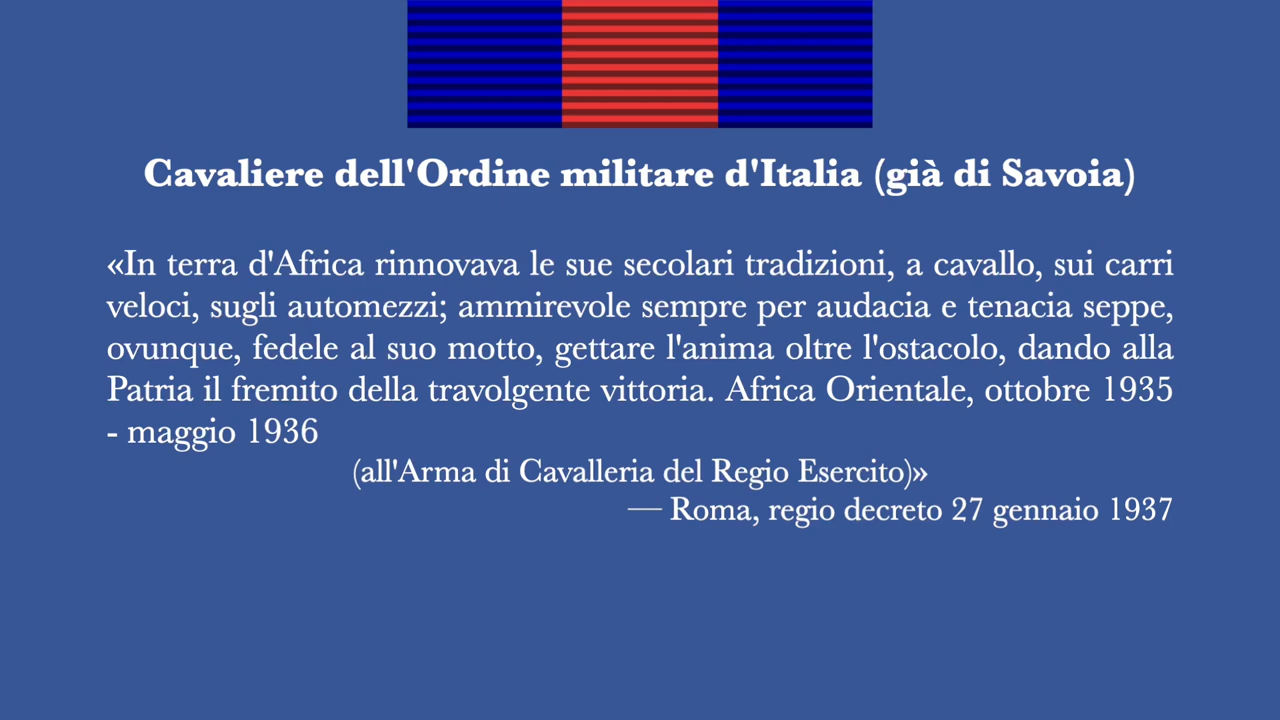 Cavaliere dell'Ordine militare d'Italia (già di Savoia)
«In terra d'Africa rinnovava le sue secolari tradizioni, a cavallo, sui carri
veloci, sugli automezzi; ammirevole sempre per audacia e tenacia seppe,
ovunque, fedele al suo motto, gettare l'anima oltre l'ostacolo, dando alla
Patria il fremito della travolgente vittoria. Africa Orientale, ottobre 1935
- maggio 1936
(all'Arma di Cavalleria del Regio Esercito)»
— Roma, regio decreto 27 gennaio 1937